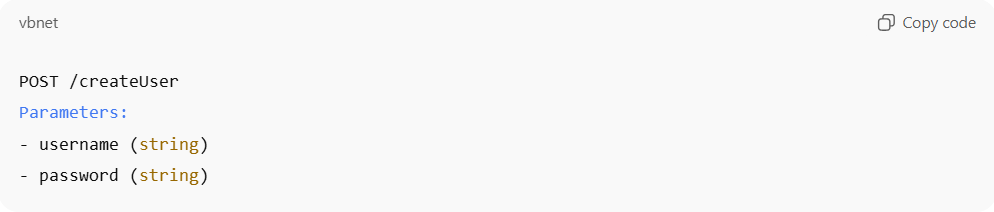 vbnet
Copy code
POST /createUser
Parameters:
- username (string)
- password (string)